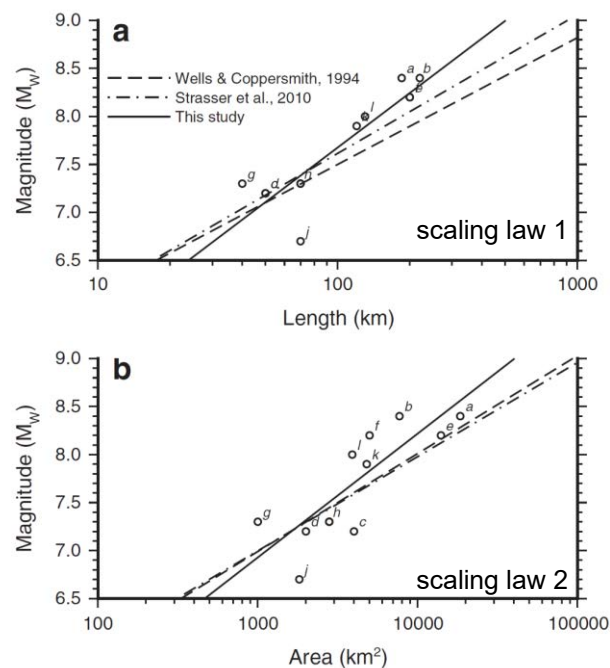 a
9.0
8.5
8.0
7.5
7.0
6.5
Magnitude (Mw)
Wells & Coppersmith, 1994
Strasser et al., 2010
This study
a
b
e
l
g
d
h
j
scaling law 1
10
100
1000
Length (km)
b
9.0
8.5
8.0
7.5
7.0
6.5
Magnitude (Mw)
b
a
f
e
l
k
g
d
h
c
j
scaling law 2
100
1000
10000
100000
Area (km²)